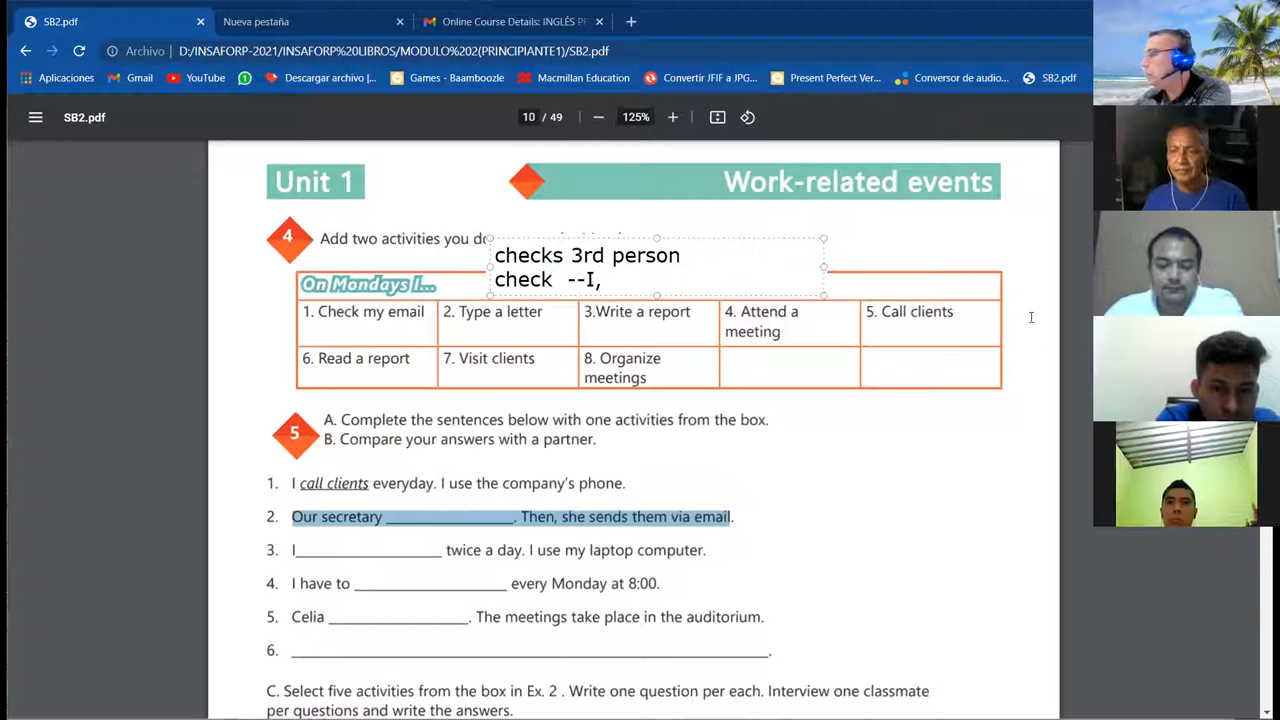 SB2.pdf
Nueva pestaña
Online Course Details: INGLÉS PR
Archivo
D:/INSAFORP-2021/INSAFORP%20LIBROS/MODULO%202(PRINCIPIANTE1)/SB2.pdf
Aplicaciones
Gmail
YouTube
Descargar archivo |...
Games - Baamboozle
Macmillan Education
Convertir JFIF a JPG...
Present Perfect Ver...
Conversor de audio...
SB2.pdf
SB2.pdf
10 / 49
125%
Unit 1
Work-related events
4
Add two activities you do
checks 3rd person
check --I,
On Mondays I...
1. Check my email
2. Type a letter
3.Write a report
4. Attend a
meeting
5. Call clients
6. Read a report
7. Visit clients
8. Organize
meetings
5
A. Complete the sentences below with one activities from the box.
B. Compare your answers with a partner.
1. I call clients everyday. I use the company's phone.
2. Our secretary ________________. Then, she sends them via email.
3. I__________________ twice a day. I use my laptop computer.
4. I have to ___________________ every Monday at 8:00.
5. Celia _________________. The meetings take place in the auditorium.
6. ____________________________________________________________.
C. Select five activities from the box in Ex. 2 . Write one question per each. Interview one classmate
per questions and write the answers.